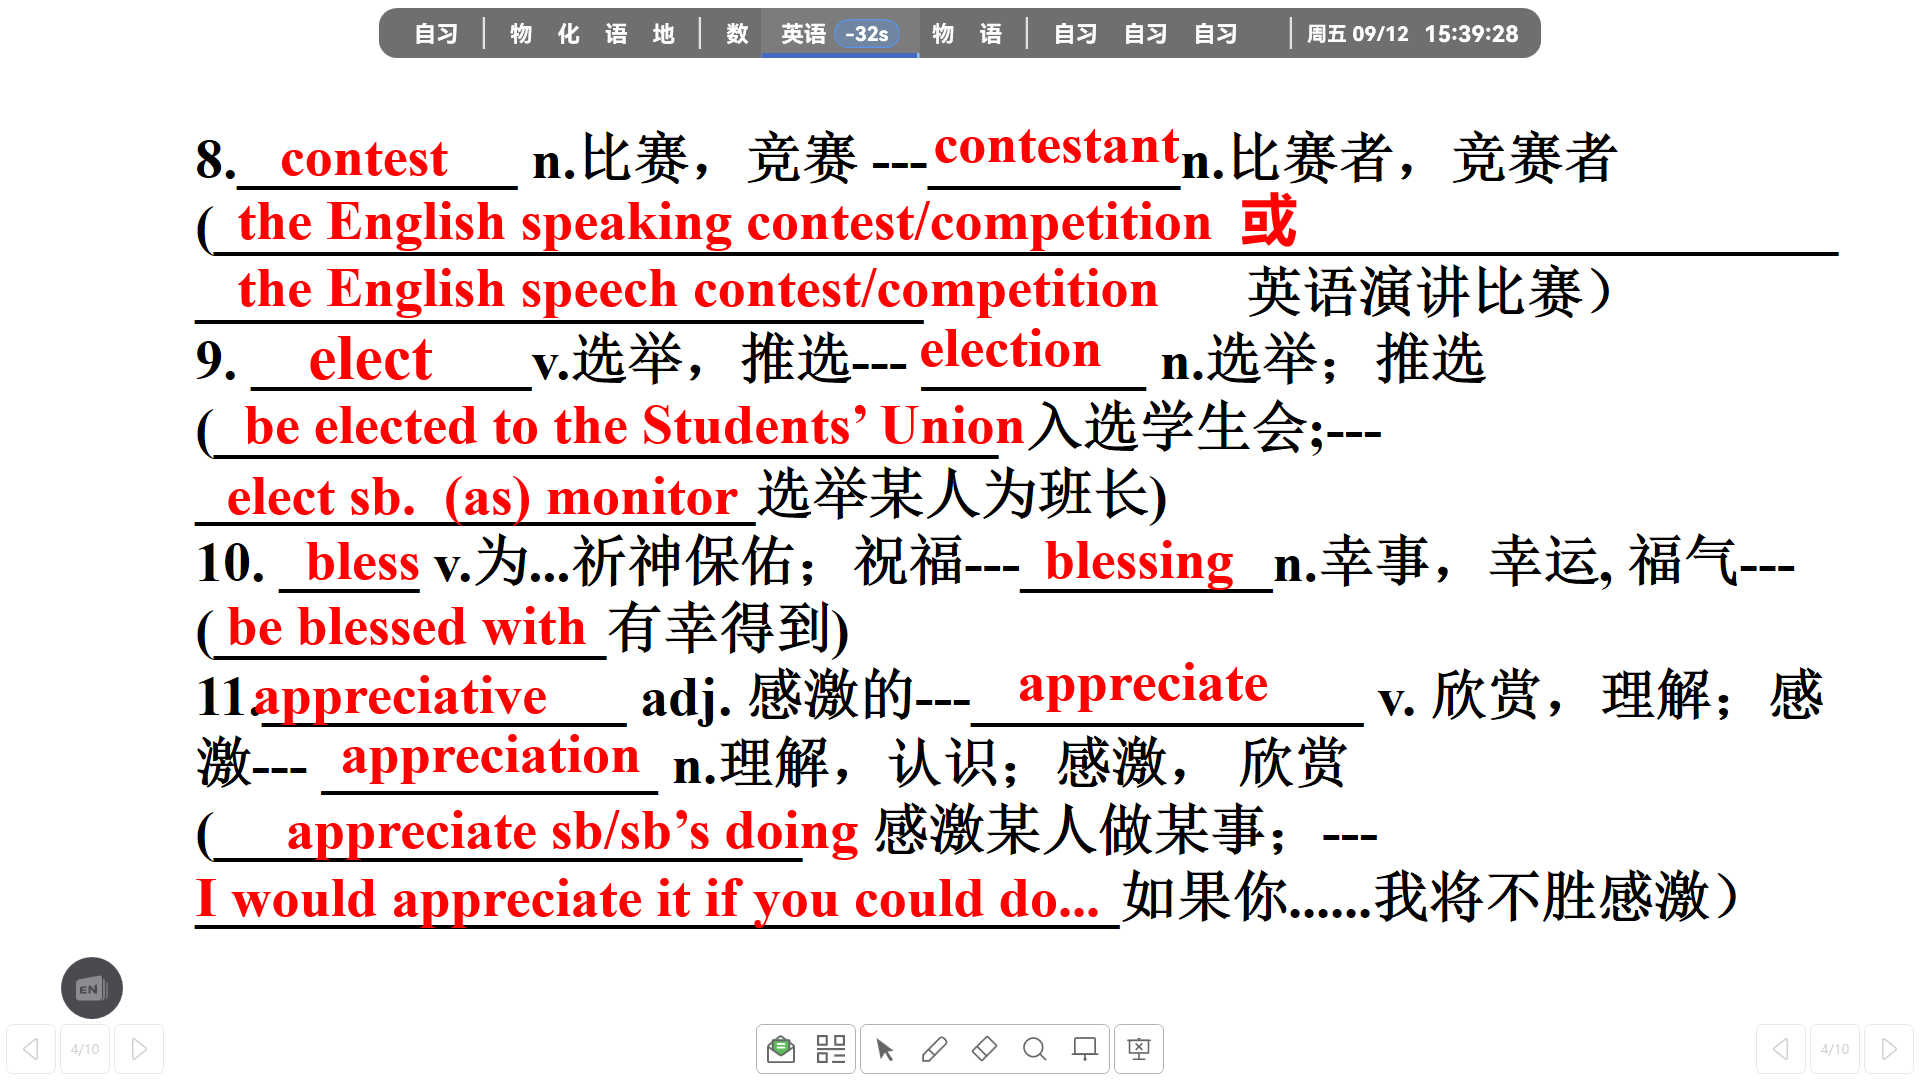 自习 物 化 语 地 数 英语 -32s 物 语 自习 自习 自习 周五 09/12 15:39:28
8. contest n.比赛，竞赛 ---contestant n.比赛者，竞赛者
( the English speaking contest/competition 或
the English speech contest/competition 英语演讲比赛）
9. elect v.选举，推选--- election n.选举；推选
( be elected to the Students’ Union 入选学生会;---
elect sb. (as) monitor 选举某人为班长)
10. bless v.为...祈神保佑；祝福--- blessing n.幸事，幸运, 福气---
( be blessed with 有幸得到)
11. appreciative adj. 感激的--- appreciate v. 欣赏，理解；感
激--- appreciation n.理解，认识；感激， 欣赏
( appreciate sb/sb’s doing 感激某人做某事；---
I would appreciate it if you could do... 如果你......我将不胜感激）
EN
4/10 4/10